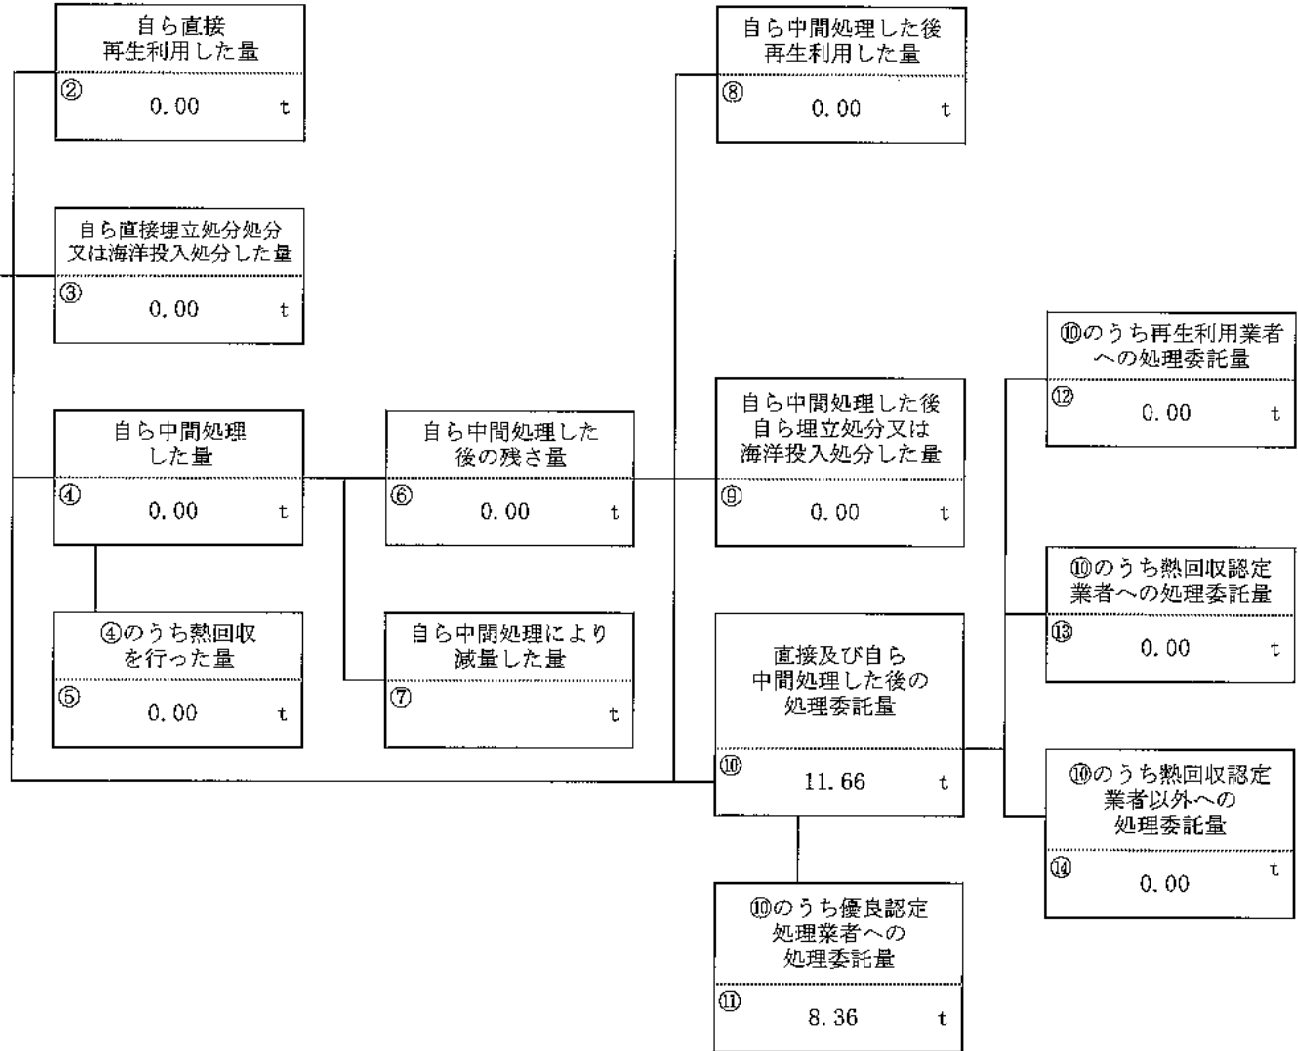 自ら直接
再生利用した量
② 0.00 t
自ら中間処理した後
再生利用した量
⑧ 0.00 t
自ら直接埋立処分処分
又は海洋投入処分した量
③ 0.00 t
⑩のうち再生利用業者
への処理委託量
⑫ 0.00 t
自ら中間処理
した量
④ 0.00 t
自ら中間処理した
後の残さ量
⑥ 0.00 t
自ら中間処理した後
自ら埋立処分又は
海洋投入処分した量
⑨ 0.00 t
⑩のうち熱回収認定
業者への処理委託量
⑬ 0.00 t
④のうち熱回収
を行った量
⑤ 0.00 t
自ら中間処理により
減量した量
⑦ t
直接及び自ら
中間処理した後の
処理委託量
⑩ 11.66 t
⑩のうち熱回収認定
業者以外への
処理委託量
⑭ 0.00 t
⑩のうち優良認定
処理業者への
処理委託量
⑪ 8.36 t